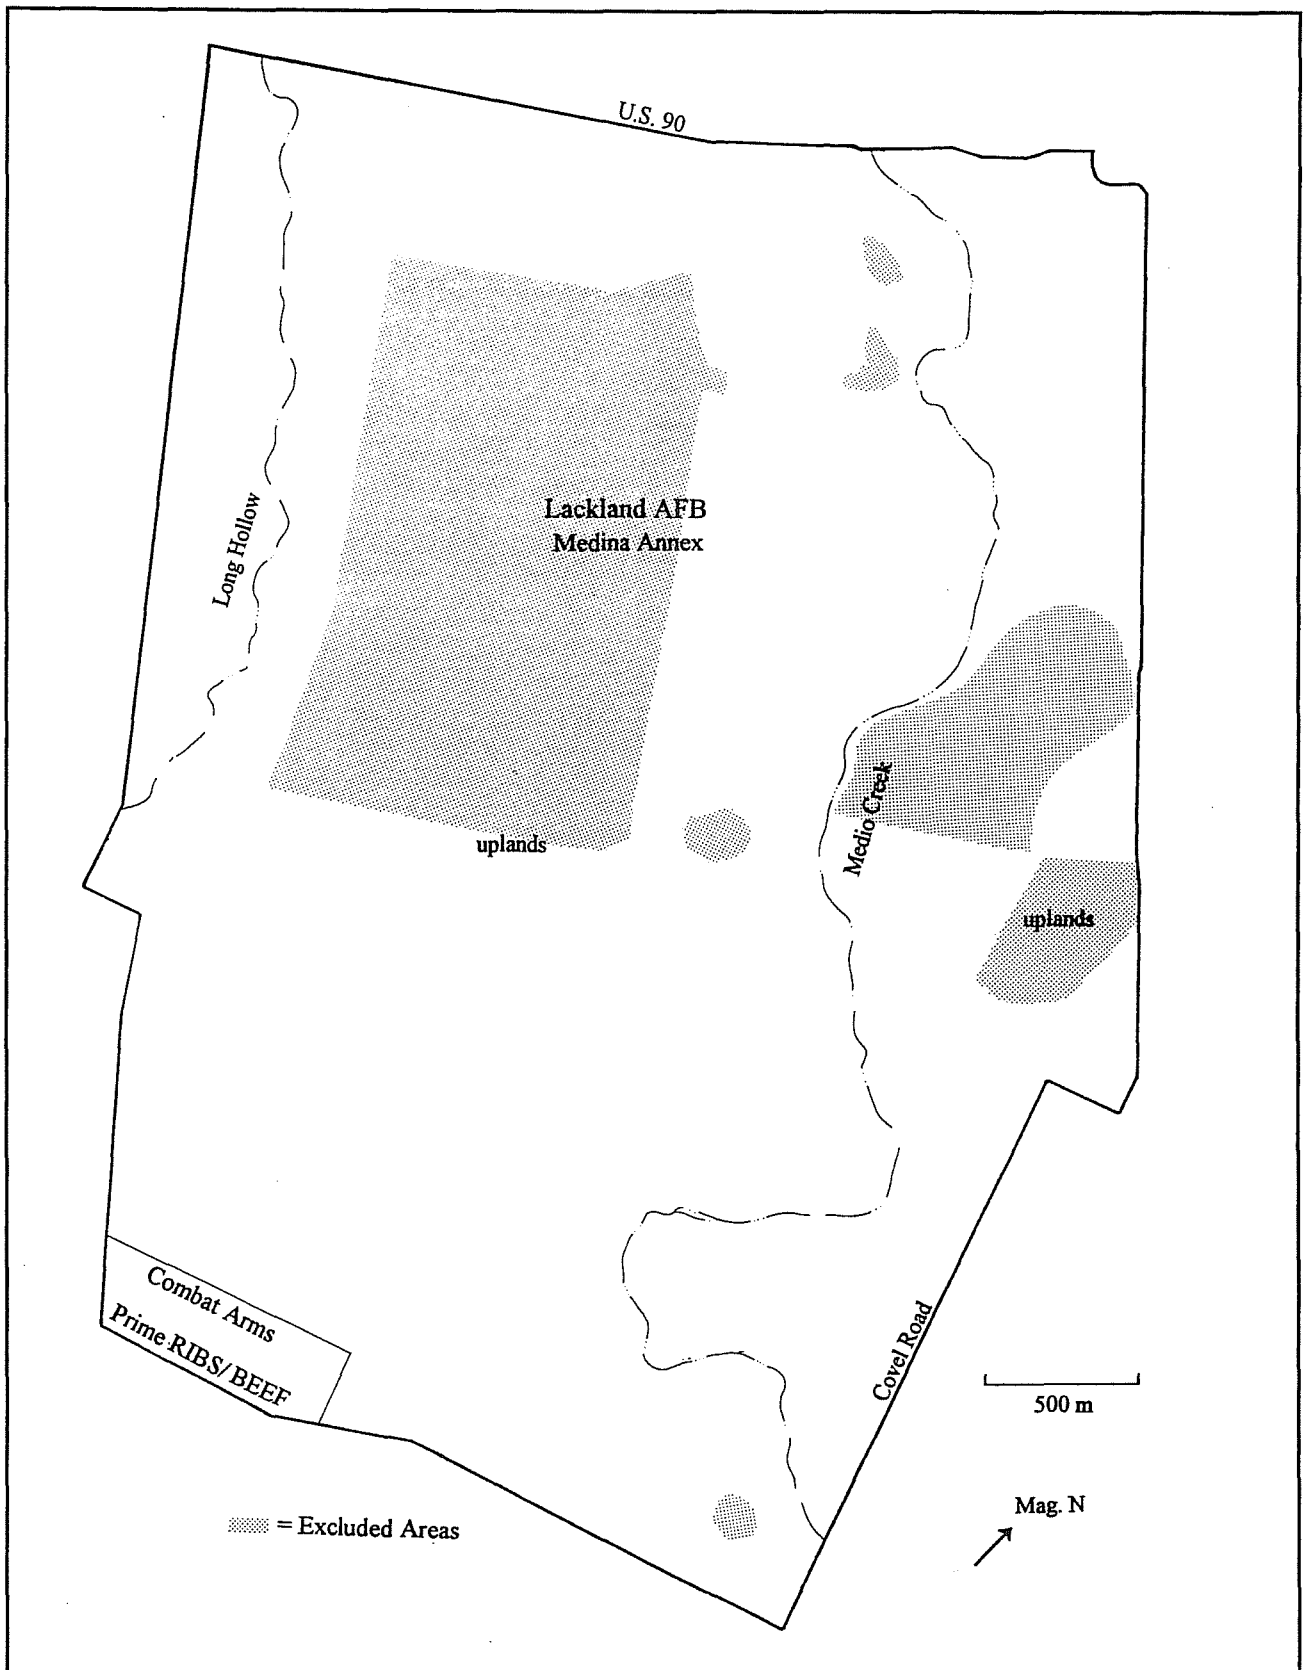 U.S. 90
Lackland AFB
Medina Annex
Long Hollow
Medio Creek
uplands
uplands
Combat Arms
Prime RIBS/ BEEF
Covel Road
500 m
Mag. N
= Excluded Areas